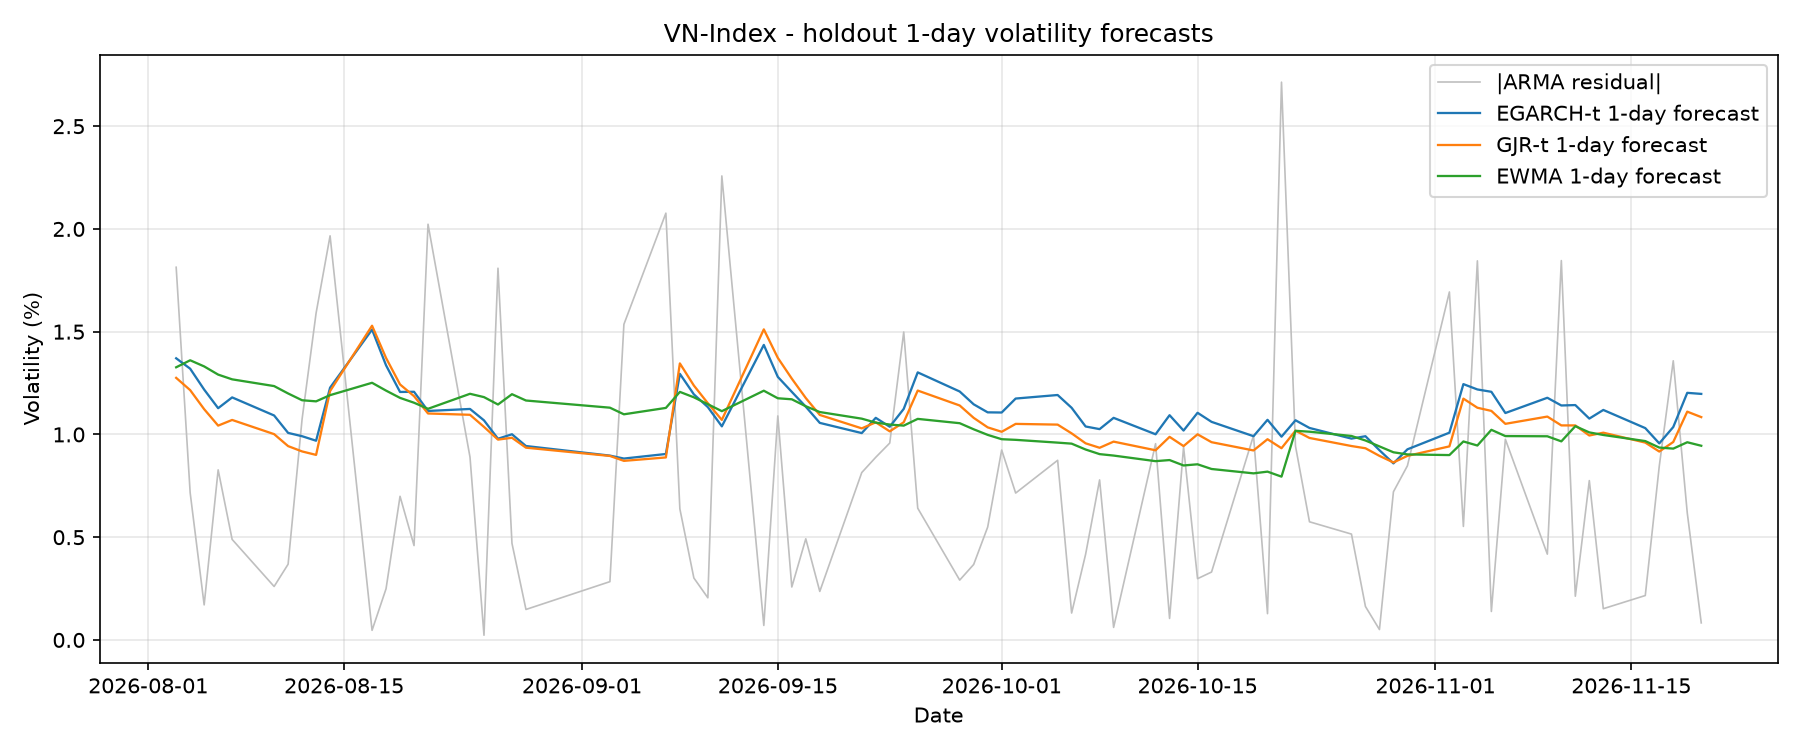 VN-Index - holdout 1-day volatility forecasts
|ARMA residual|
EGARCH-t 1-day forecast
GJR-t 1-day forecast
EWMA 1-day forecast
Volatility (%)
2.5
2.0
1.5
1.0
0.5
0.0
2026-08-01 2026-08-15 2026-09-01 2026-09-15 2026-10-01 2026-10-15 2026-11-01 2026-11-15
Date